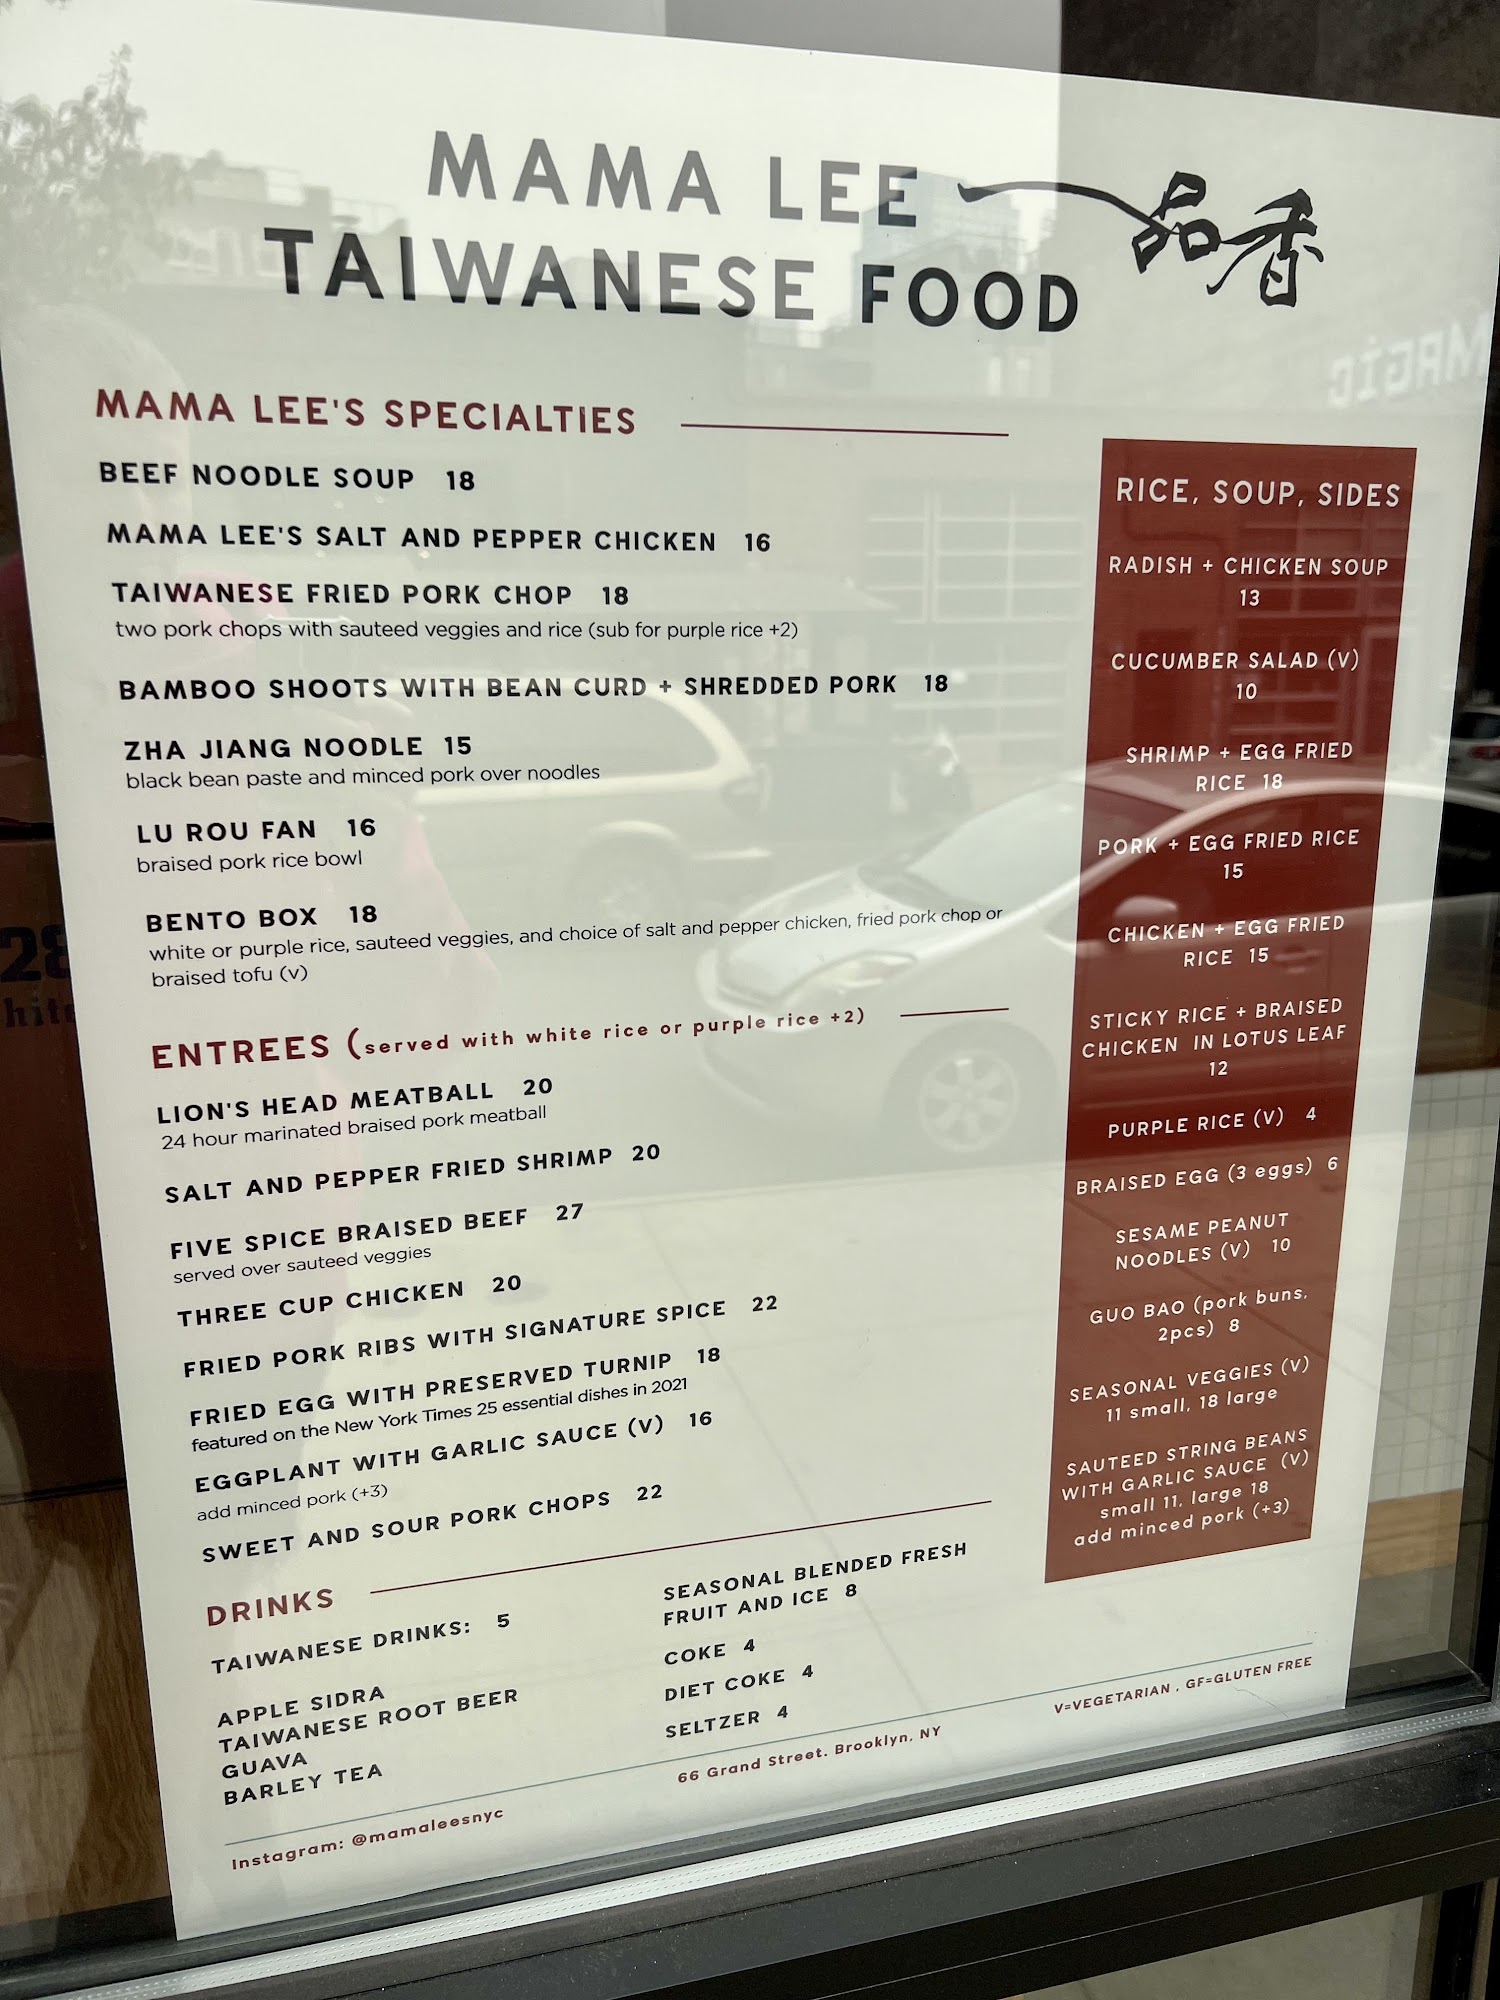 MAMA LEE
TAIWANESE FOOD
一品香
MAMA LEE'S SPECIALTIES
BEEF NOODLE SOUP 18
MAMA LEE'S SALT AND PEPPER CHICKEN 16
TAIWANESE FRIED PORK CHOP 18
two pork chops with sauteed veggies and rice (sub for purple rice +2)
BAMBOO SHOOTS WITH BEAN CURD + SHREDDED PORK 18
ZHA JIANG NOODLE 15
black bean paste and minced pork over noodles
LU ROU FAN 16
braised pork rice bowl
BENTO BOX 18
white or purple rice, sauteed veggies, and choice of salt and pepper chicken, fried pork chop or
braised tofu (v)
ENTREES (served with white rice or purple rice +2)
LION'S HEAD MEATBALL 20
24 hour marinated braised pork meatball
SALT AND PEPPER FRIED SHRIMP 20
FIVE SPICE BRAISED BEEF 27
served over sauteed veggies
THREE CUP CHICKEN 20
FRIED PORK RIBS WITH SIGNATURE SPICE 22
FRIED EGG WITH PRESERVED TURNIP 18
featured on the New York Times 25 essential dishes in 2021
EGGPLANT WITH GARLIC SAUCE (V) 16
add minced pork (+3)
SWEET AND SOUR PORK CHOPS 22
DRINKS
TAIWANESE DRINKS: 5
APPLE SIDRA
TAIWANESE ROOT BEER
GUAVA
BARLEY TEA
SEASONAL BLENDED FRESH
FRUIT AND ICE 8
COKE 4
DIET COKE 4
SELTZER 4
RICE, SOUP, SIDES
RADISH + CHICKEN SOUP
13
CUCUMBER SALAD (V)
10
SHRIMP + EGG FRIED
RICE 18
PORK + EGG FRIED RICE
15
CHICKEN + EGG FRIED
RICE 15
STICKY RICE + BRAISED
CHICKEN IN LOTUS LEAF
12
PURPLE RICE (V) 4
BRAISED EGG (3 eggs) 6
SESAME PEANUT
NOODLES (V) 10
GUO BAO (pork buns,
2pcs) 8
SEASONAL VEGGIES (V)
11 small, 18 large
SAUTEED STRING BEANS
WITH GARLIC SAUCE (V)
small 11, large 18
add minced pork (+3)
V=VEGETARIAN , GF=GLUTEN FREE
66 Grand Street. Brooklyn, NY
Instagram: @mamaleesnyc
MAGIC
28